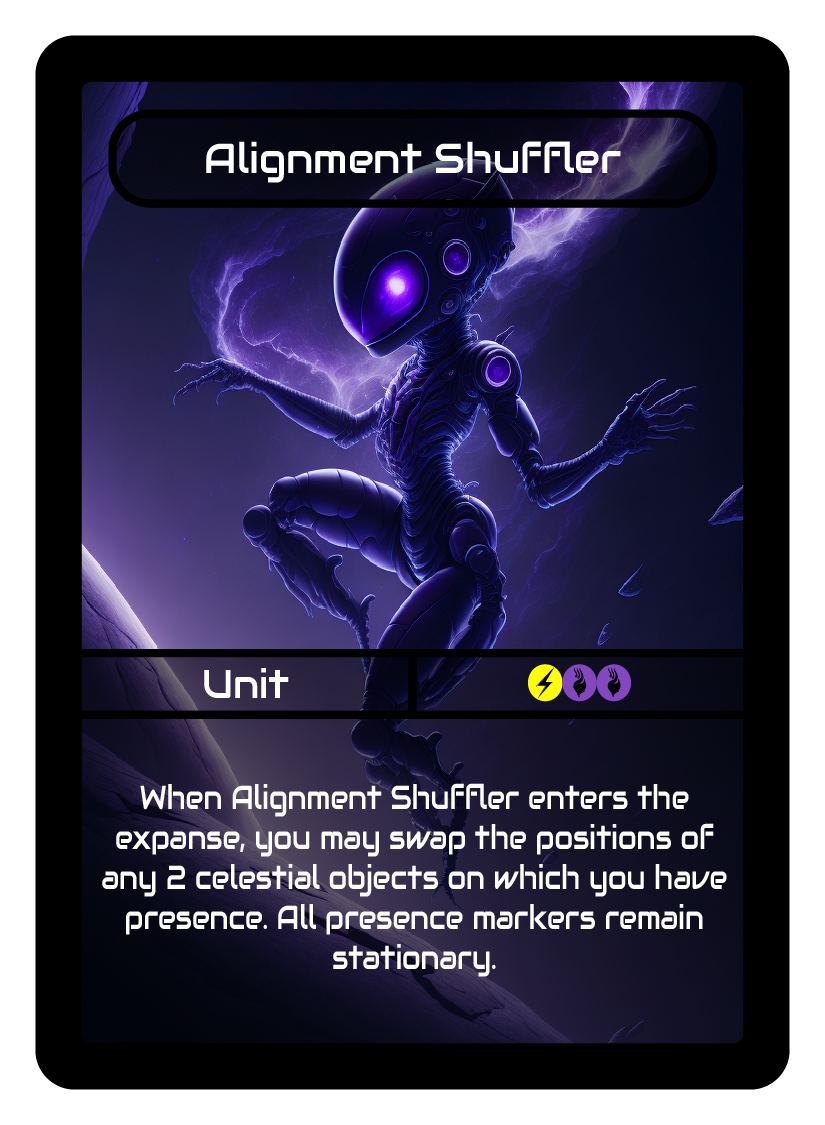 Alignment Shuffler
Unit
When Alignment Shuffler enters the
expanse, you may swap the positions of
any 2 celestial objects on which you have
presence. All presence markers remain
stationary.